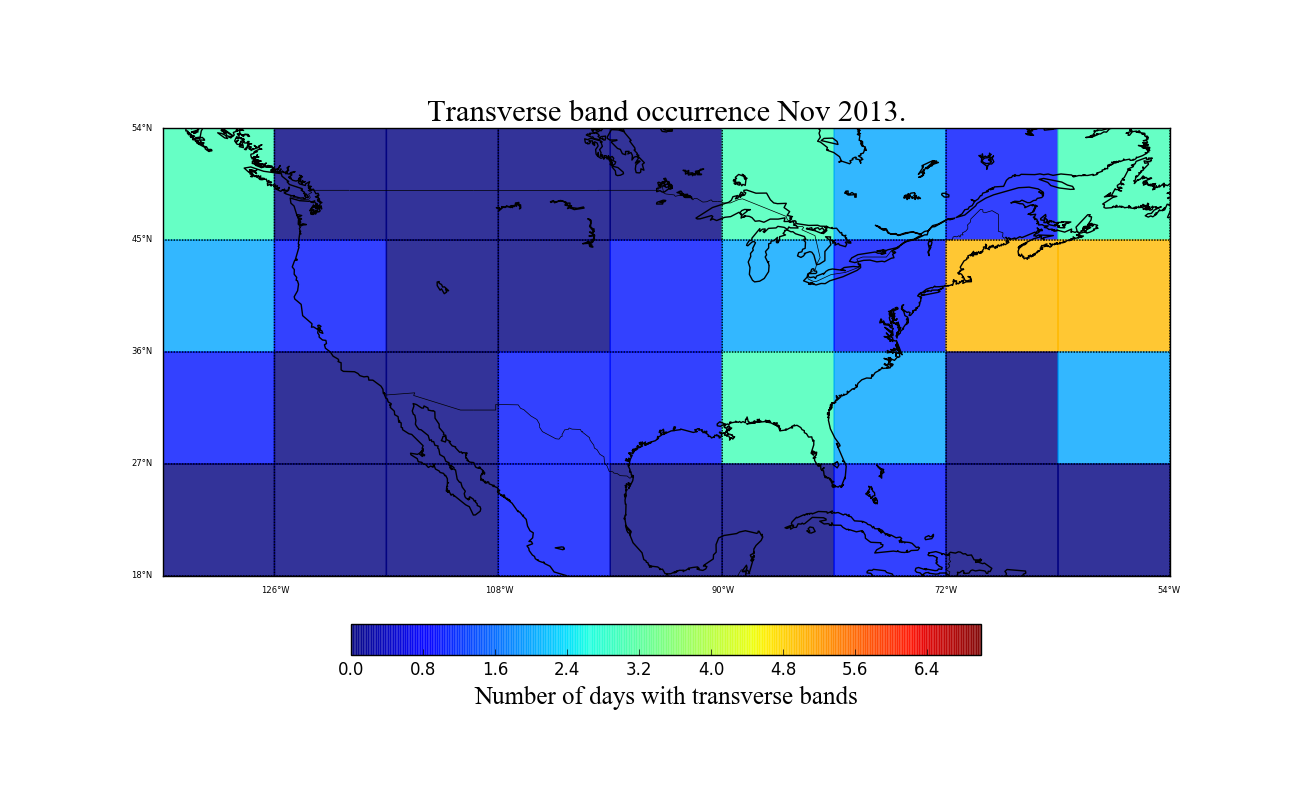 Transverse band occurrence Nov 2013.
54°N
45°N
36°N
27°N
18°N
126°W 108°W 90°W 72°W 54°W
0.0 0.8 1.6 2.4 3.2 4.0 4.8 5.6 6.4
Number of days with transverse bands